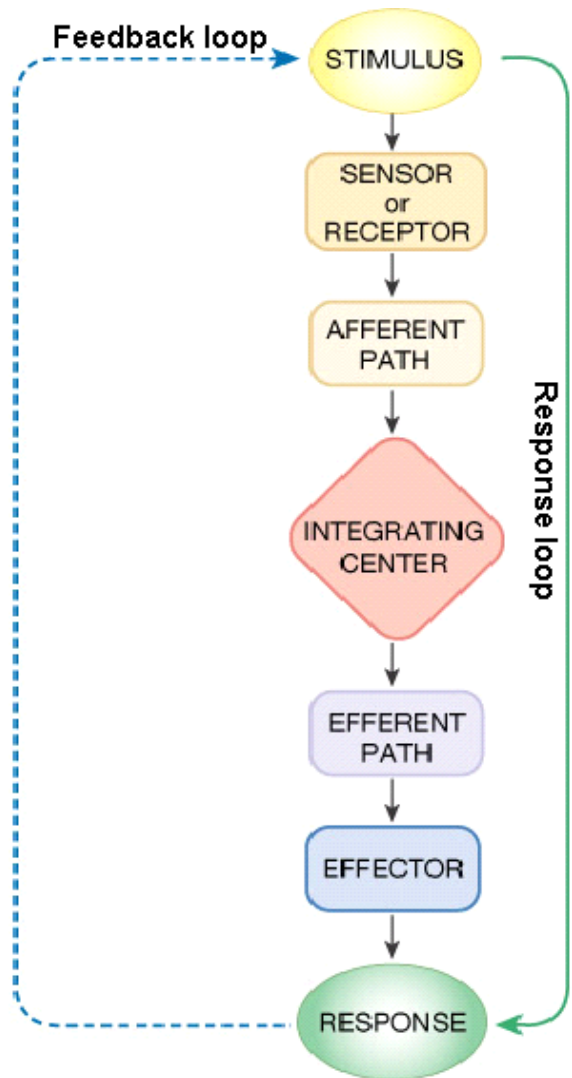 Feedback loop
STIMULUS
SENSOR
or
RECEPTOR
AFFERENT
PATH
Response loop
INTEGRATING
CENTER
EFFERENT
PATH
EFFECTOR
RESPONSE